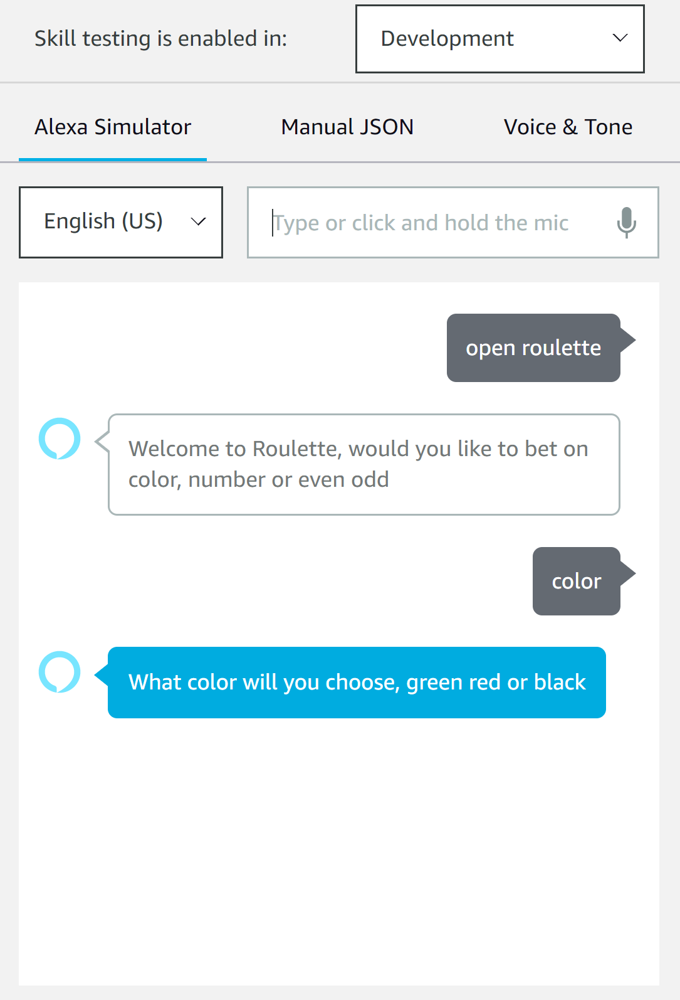 Skill testing is enabled in:
Development
Alexa Simulator
Manual JSON
Voice & Tone
English (US)
Type or click and hold the mic
open roulette
Welcome to Roulette, would you like to bet on
color, number or even odd
color
What color will you choose, green red or black